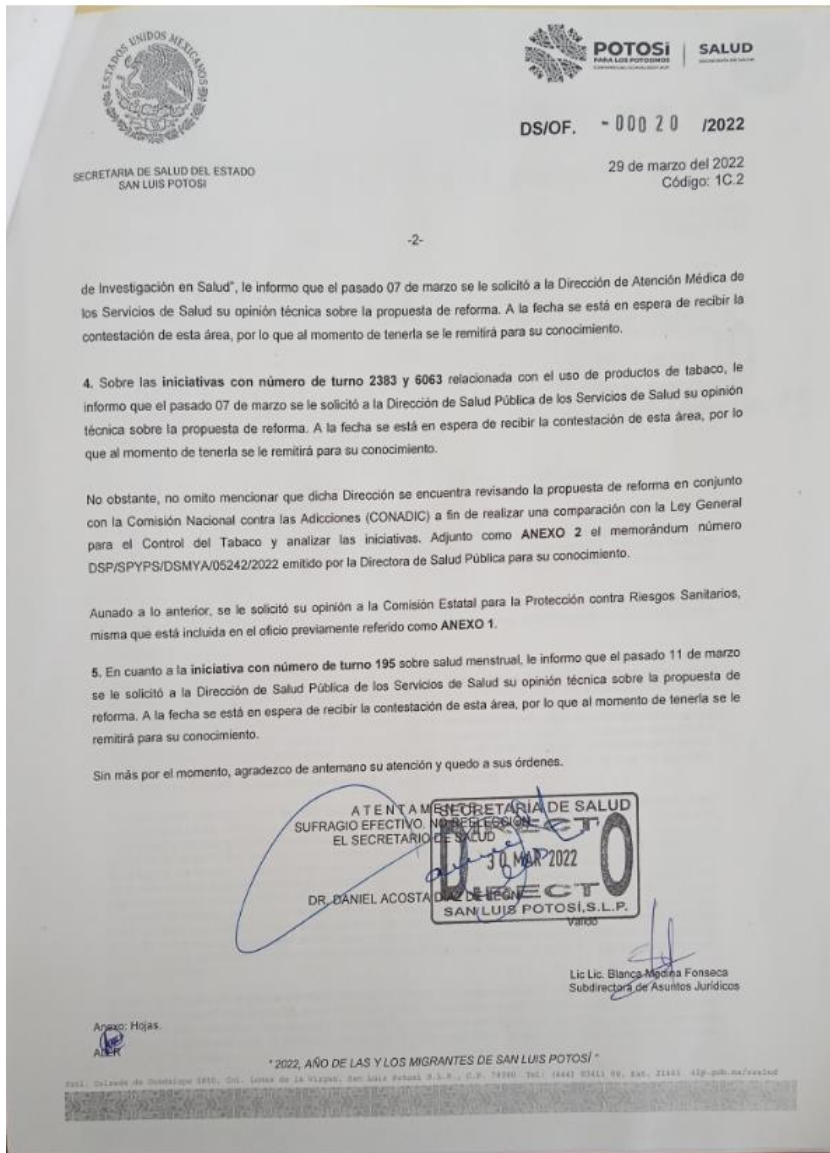 ESTADOS UNIDOS MEXICANOS
POTOSÍ
PARA LOS POTOSINOS
SALUD
DS/OF. -00020 /2022
SECRETARIA DE SALUD DEL ESTADO
SAN LUIS POTOSI
29 de marzo del 2022
Código: 1C.2
-2-
de Investigación en Salud", le informo que el pasado 07 de marzo se le solicitó a la Dirección de Atención Médica de
los Servicios de Salud su opinión técnica sobre la propuesta de reforma. A la fecha se está en espera de recibir la
contestación de esta área, por lo que al momento de tenerla se le remitirá para su conocimiento.
4. Sobre las iniciativas con número de turno 2383 y 6063 relacionada con el uso de productos de tabaco, le
informo que el pasado 07 de marzo se le solicitó a la Dirección de Salud Pública de los Servicios de Salud su opinión
técnica sobre la propuesta de reforma. A la fecha se está en espera de recibir la contestación de esta área, por lo
que al momento de tenerla se le remitirá para su conocimiento.
No obstante, no omito mencionar que dicha Dirección se encuentra revisando la propuesta de reforma en conjunto
con la Comisión Nacional contra las Adicciones (CONADIC) a fin de realizar una comparación con la Ley General
para el Control del Tabaco y analizar las iniciativas. Adjunto como ANEXO 2 el memorándum número
DSP/SPYPS/DSMYA/05242/2022 emitido por la Directora de Salud Pública para su conocimiento.
Aunado a lo anterior, se le solicitó su opinión a la Comisión Estatal para la Protección contra Riesgos Sanitarios,
misma que está incluida en el oficio previamente referido como ANEXO 1.
5. En cuanto a la iniciativa con número de turno 195 sobre salud menstrual, le informo que el pasado 11 de marzo
se le solicitó a la Dirección de Salud Pública de los Servicios de Salud su opinión técnica sobre la propuesta de
reforma. A la fecha se está en espera de recibir la contestación de esta área, por lo que al momento de tenerla se le
remitirá para su conocimiento.
Sin más por el momento, agradezco de antemano su atención y quedo a sus órdenes.
ATENTAMENTE
SUFRAGIO EFECTIVO. NO REELECCIÓN
EL SECRETARIO DE SALUD
SECRETARÍA DE SALUD
30 MAR 2022
SAN LUIS POTOSÍ, S.L.P.
DR. DANIEL ACOSTA DÍAZ DE LEÓN
Validó
Lic Lic. Blanca Medina Fonseca
Subdirectora de Asuntos Jurídicos
Anexo: Hojas.
" 2022, AÑO DE LAS Y LOS MIGRANTES DE SAN LUIS POTOSÍ "